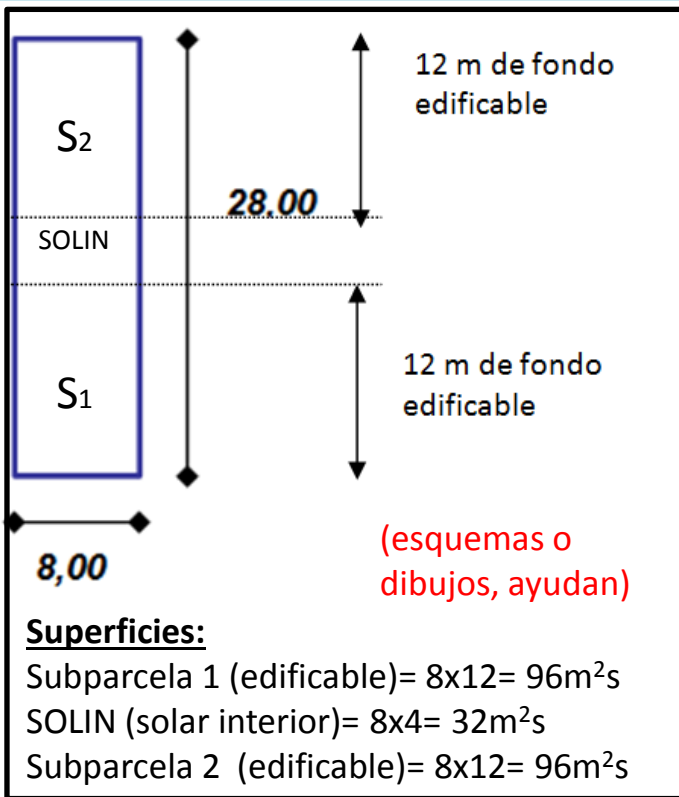 12 m de fondo
edificable
S2
28.00
SOLIN
12 m de fondo
edificable
S1
8,00
(esquemas o
dibujos, ayudan)
Superficies:
Subparcela 1 (edificable)= 8x12= 96m²s
SOLIN (solar interior)= 8x4= 32m²s
Subparcela 2 (edificable)= 8x12= 96m²s